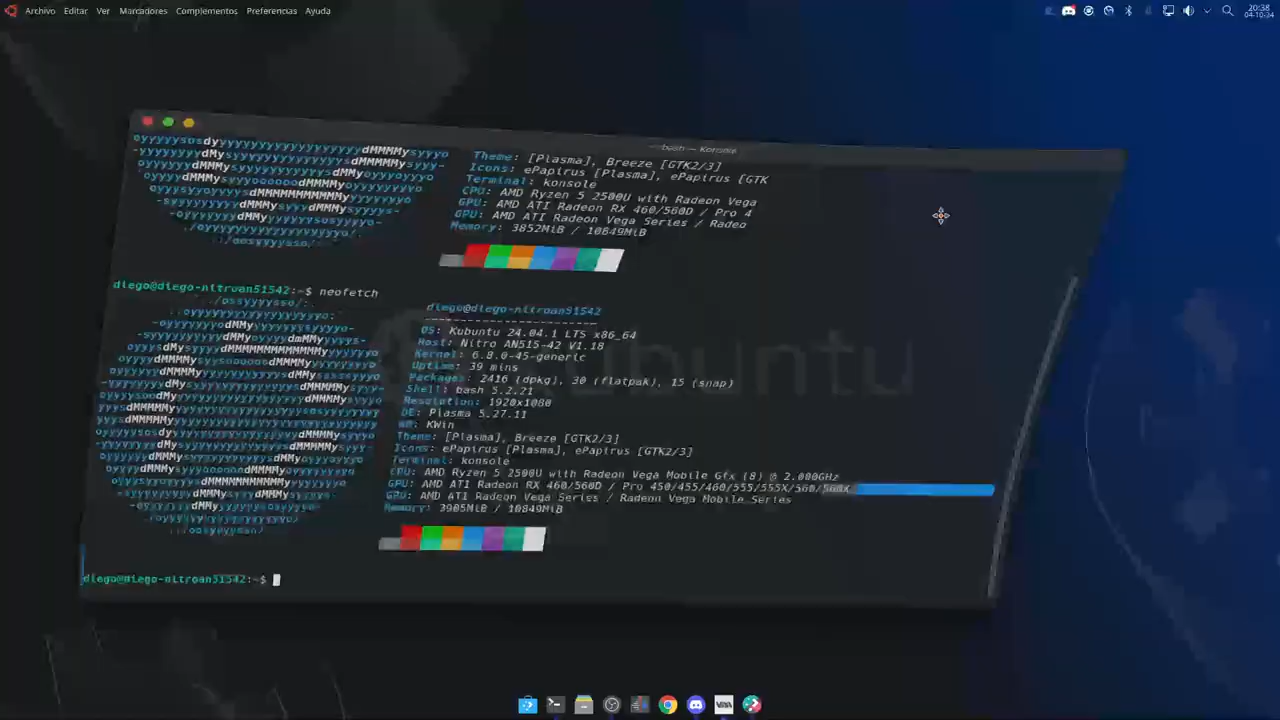 Archivo Editar Ver Marcadores Complementos Preferencias Ayuda
20:38
04-10-24
— bash — Konsole
Theme: [Plasma], Breeze [GTK2/3]
Icons: ePapirus [Plasma], ePapirus [GTK
Terminal: konsole
CPU: AMD Ryzen 5 2500U with Radeon Vega
GPU: AMD ATI Radeon RX 460/560D / Pro 4
GPU: AMD ATI Radeon Vega Series / Radeo
Memory: 3852MiB / 10849MiB
diego@diego-nitroan51542:~$ neofetch
diego@diego-nitroan51542
OS: Kubuntu 24.04.1 LTS x86_64
Host: Nitro AN515-42 V1.18
Kernel: 6.8.0-45-generic
Uptime: 39 mins
Packages: 2416 (dpkg), 30 (flatpak), 15 (snap)
Shell: bash 5.2.21
Resolution: 1920x1080
DE: Plasma 5.27.11
WM: KWin
Theme: [Plasma], Breeze [GTK2/3]
Icons: ePapirus [Plasma], ePapirus [GTK2/3]
Terminal: konsole
CPU: AMD Ryzen 5 2500U with Radeon Vega Mobile Gfx (8) @ 2.000GHz
GPU: AMD ATI Radeon RX 460/560D / Pro 450/455/460/555/555X/560/560X
GPU: AMD ATI Radeon Vega Series / Radeon Vega Mobile Series
Memory: 3905MiB / 10849MiB
diego@diego-nitroan51542:~$
ubuntu